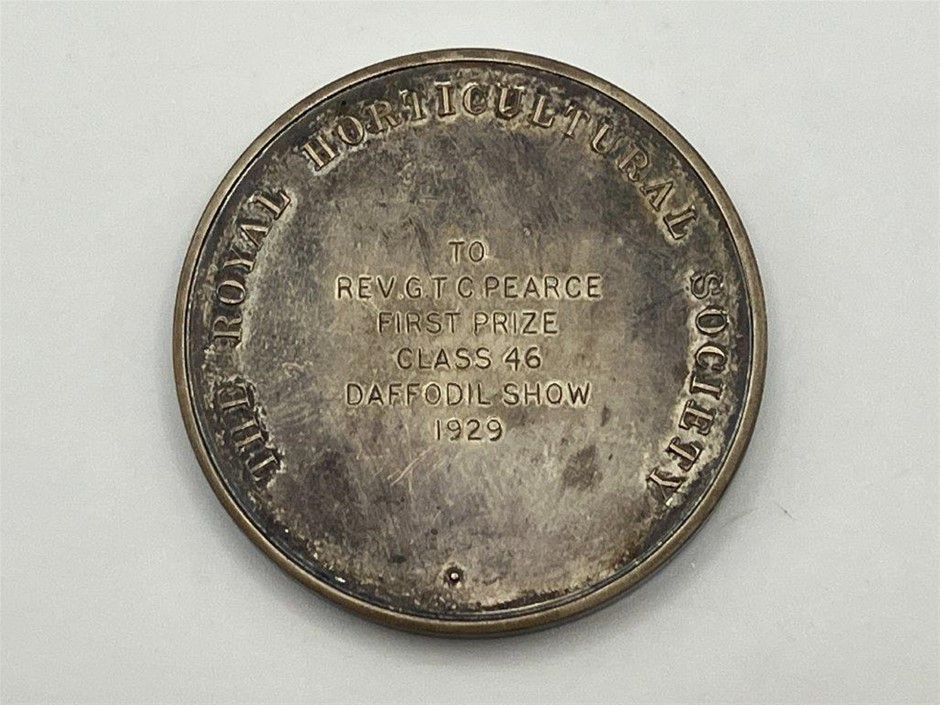 THE ROYAL HORTICULTURAL SOCIETY
TO
REV.G.T C.PEARCE
FIRST PRIZE
CLASS 46
DAFFODIL SHOW
1929